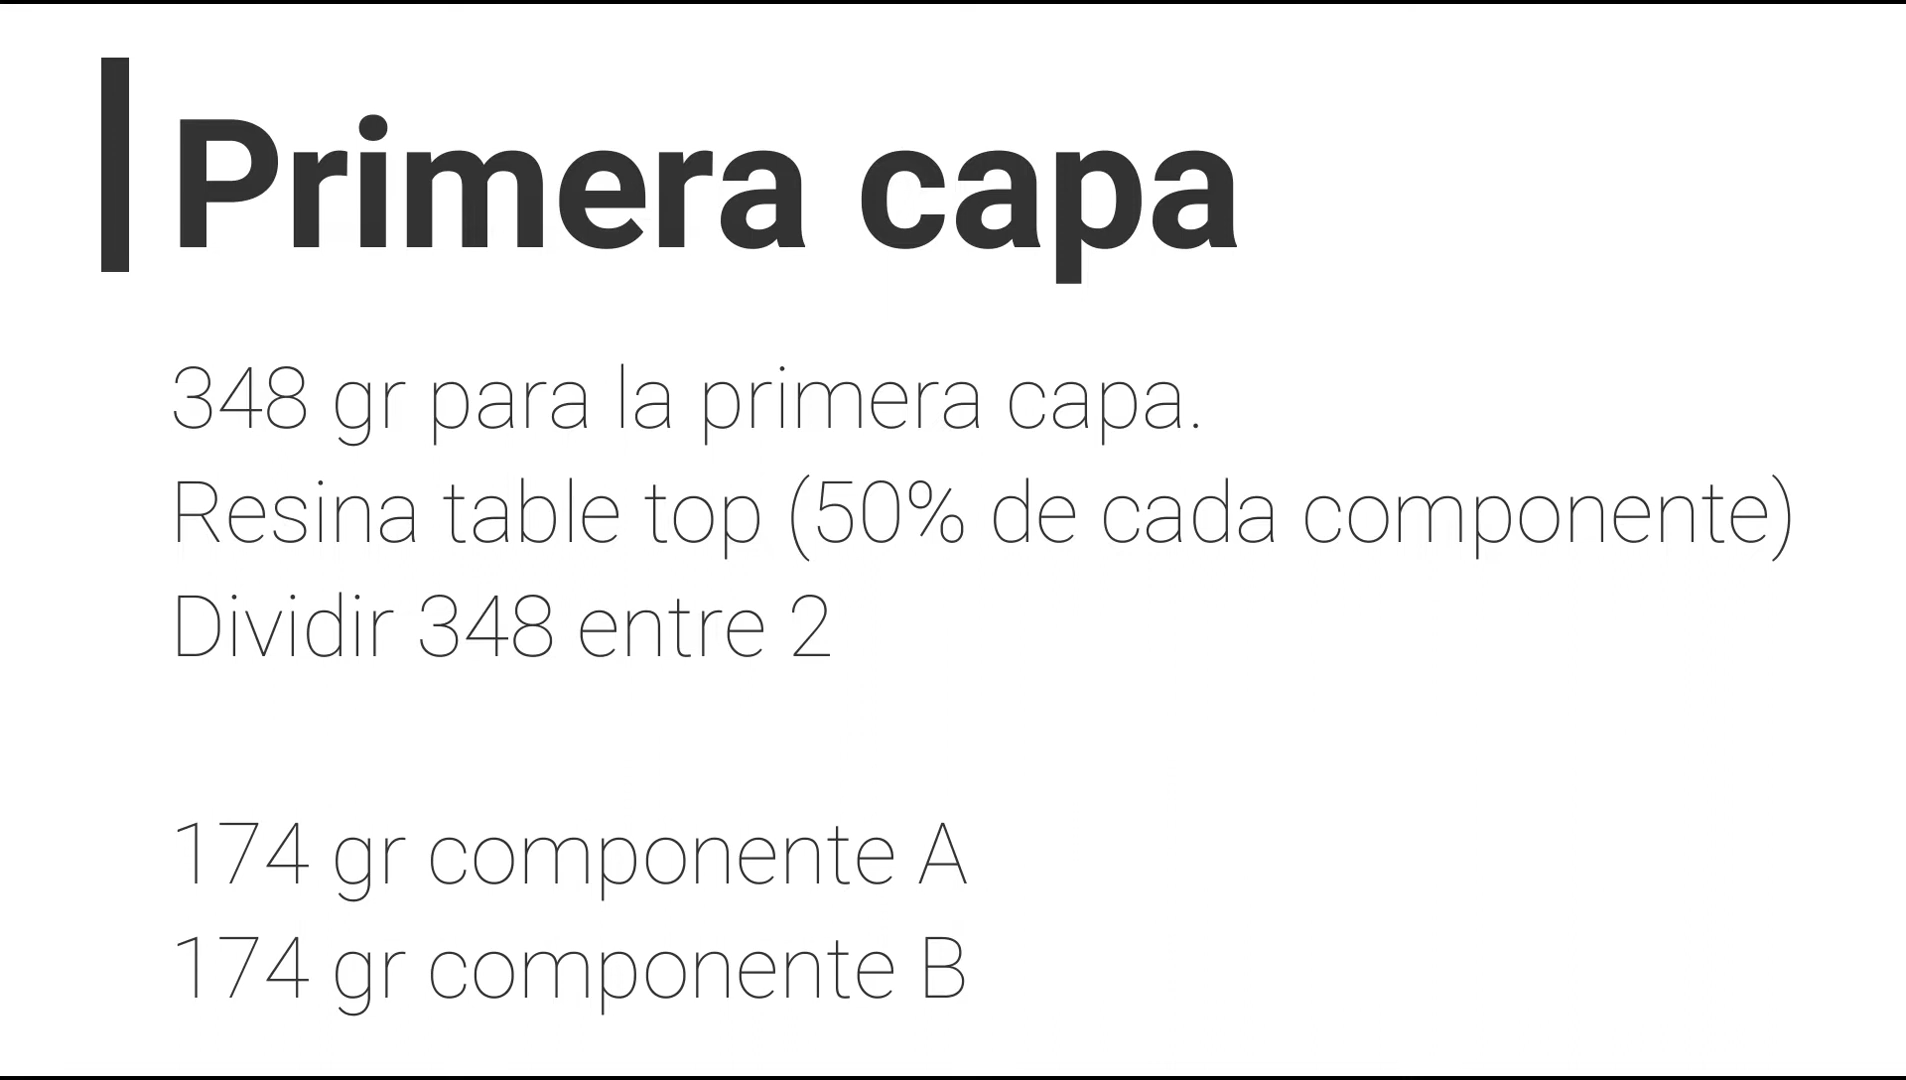 Primera capa
348 gr para la primera capa.
Resina table top (50% de cada componente)
Dividir 348 entre 2
174 gr componente A
174 gr componente B